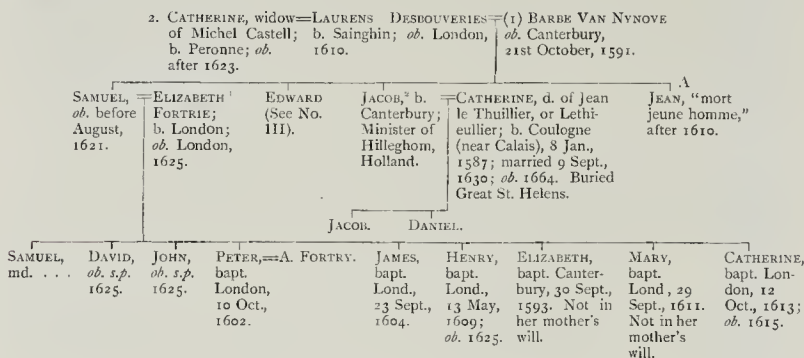 2. CATHERINE, widow=LAURENS DESBOUVERIES=(1) BARBE VAN NYNOVE
of Michel Castell; b. Sainghin; ob. London, ob. Canterbury,
b. Peronne; ob. 1610. 21st October, 1591.
after 1623.
A
SAMUEL,
ob. before
August,
1621.
=ELIZABETH
FORTRIE;
b. London;
ob. London,
1625.
EDWARD
(See No.
III).
JACOB,² b.
Canterbury;
Minister of
Hilleghom,
Holland.
=CATHERINE, d. of Jean
le Thuillier, or Lethi-
eullier; b. Coulogne
(near Calais), 8 Jan.,
1587; married 9 Sept.,
1630; ob. 1664. Buried
Great St. Helens.
JEAN, "mort
jeune homme,"
after 1610.
JACOB. DANIEL.
SAMUEL,
md. . . .
DAVID,
ob. s.p.
1625.
JOHN,
ob. s.p.
1625.
PETER,=A. FORTRY.
bapt.
London,
10 Oct.,
1602.
JAMES,
bapt.
Lond.,
23 Sept.,
1604.
HENRY,
bapt.
Lond.,
13 May,
1609;
ob. 1625.
ELIZABETH,
bapt. Canter-
bury, 30 Sept.,
1593. Not in
her mother's
will.
MARY,
bapt.
Lond, 29
Sept., 1611.
Not in her
mother's
will.
CATHERINE,
bapt. Lon-
don, 12
Oct., 1613;
ob. 1615.